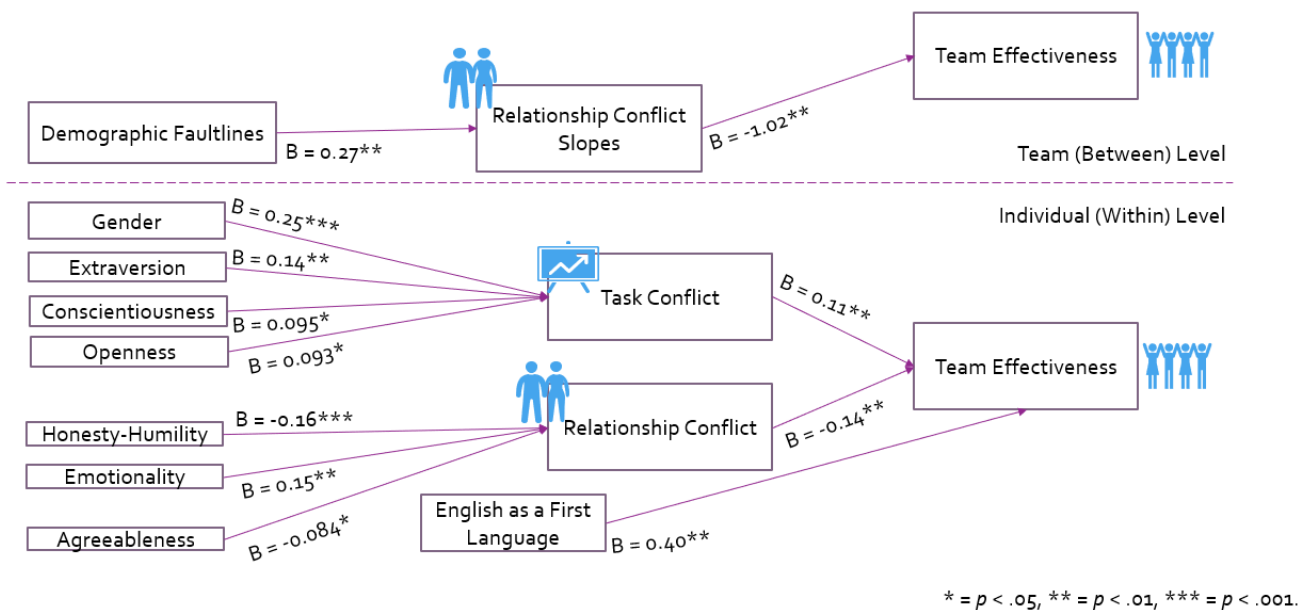 Team Effectiveness
Relationship Conflict
Slopes
Demographic Faultlines
B = 0.27**
B = -1.02**
Team (Between) Level
Individual (Within) Level
Gender
B = 0.25***
Extraversion
B = 0.14**
Conscientiousness
B = 0.095*
Openness
B = 0.093*
Task Conflict
B = 0.11**
Team Effectiveness
Honesty-Humility
B = -0.16***
Relationship Conflict
B = -0.14**
Emotionality
B = 0.15**
Agreeableness
B = -0.084*
English as a First
Language
B = 0.40**
* = p < .05, ** = p < .01, *** = p < .001.